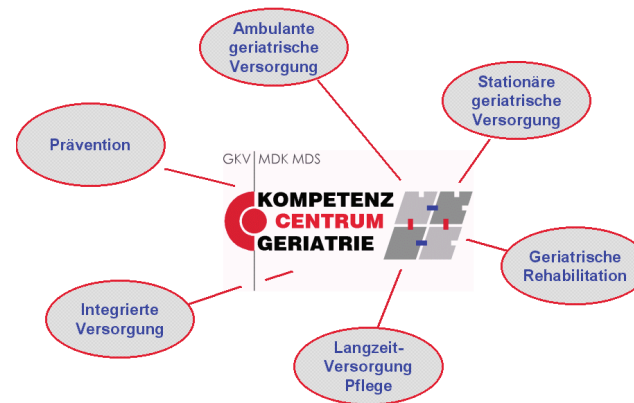 Ambulante
geriatrische
Versorgung
Stationäre
geriatrische
Versorgung
Prävention
GKV MDK MDS
KOMPETENZ
CENTRUM
GERIATRIE
Geriatrische
Rehabilitation
Integrierte
Versorgung
Langzeit-
Versorgung
Pflege